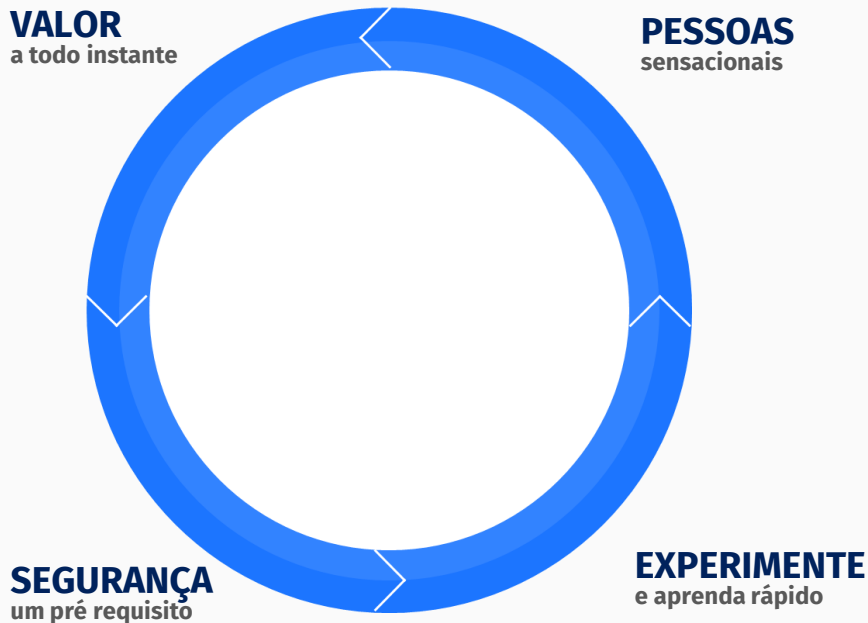 VALOR
a todo instante
PESSOAS
sensacionais
SEGURANÇA
um pré requisito
EXPERIMENTE
e aprenda rápido